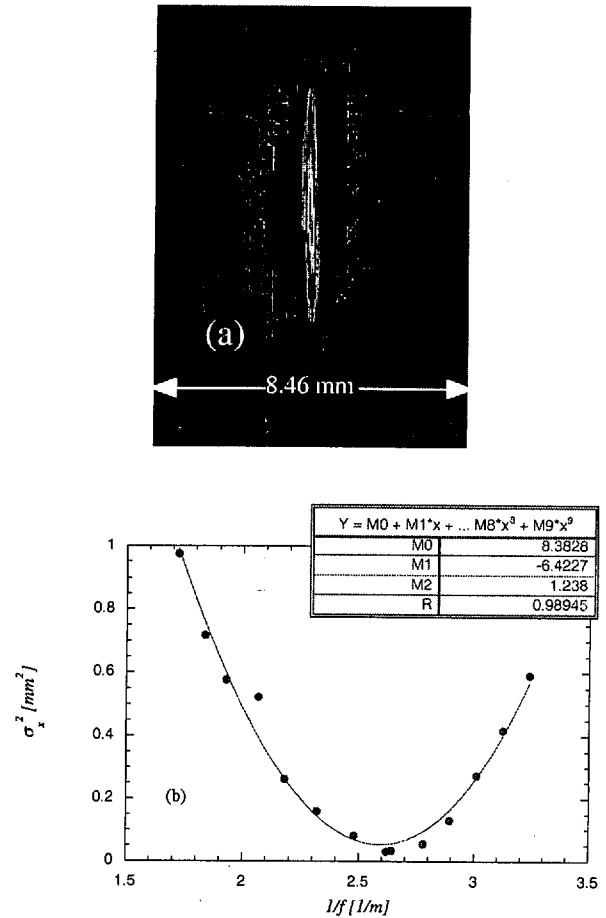 (a)
8.46 mm
Y = M0 + M1*x + ... M8*x⁸ + M9*x⁹
M0 8.3828
M1 -6.4227
M2 1.238
R 0.98945
1
0.8
0.6
0.4
0.2
0
σₓ² [mm²]
(b)
1.5 2 2.5 3 3.5
1/f [1/m]